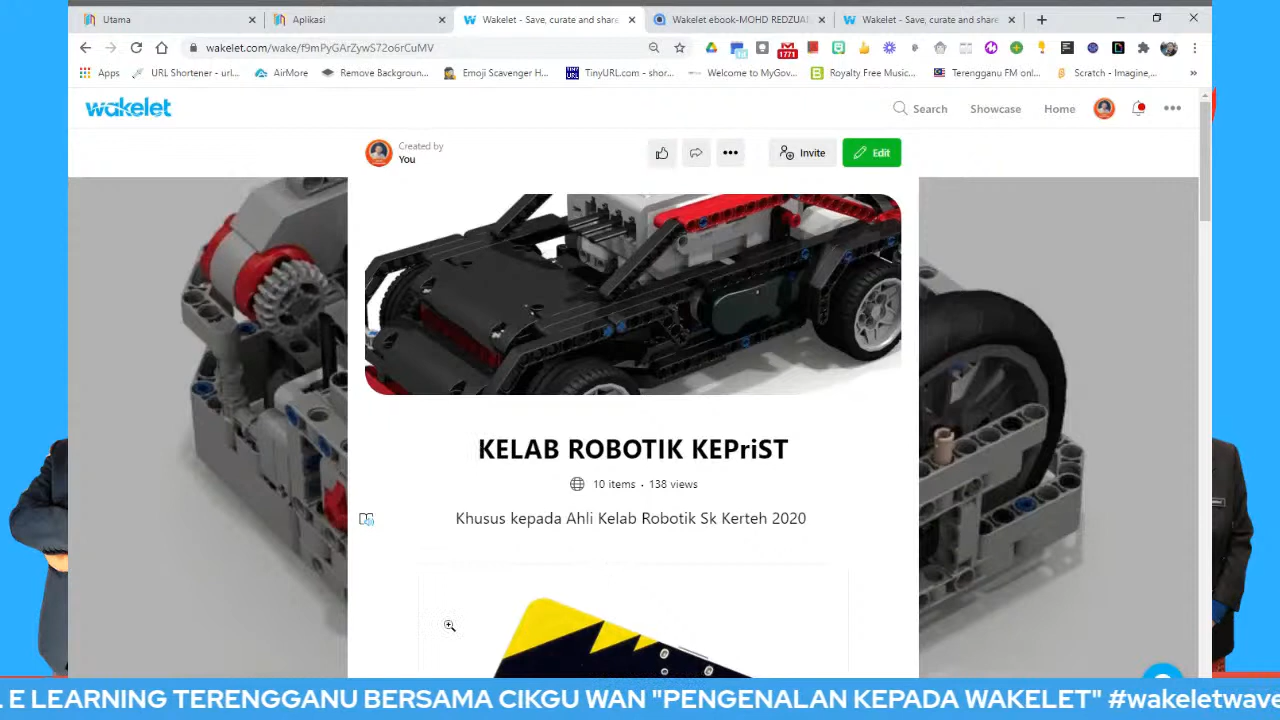 Utama
Aplikasi
Wakelet - Save, curate and share
Wakelet ebook-MOHD REDZUAN
Wakelet - Save, curate and share
wakelet.com/wake/f9mPyGArZywS72o6rCuMV
1771
Apps
URL Shortener - url...
AirMore
Remove Backgroun...
Emoji Scavenger H...
TinyURL.com - shor...
Welcome to MyGov...
Royalty Free Music...
Terengganu FM onl...
Scratch - Imagine,...
wakelet
Search
Showcase
Home
Created by
You
Invite
Edit
KELAB ROBOTIK KEPriST
10 items · 138 views
Khusus kepada Ahli Kelab Robotik Sk Kerteh 2020
E LEARNING TERENGGANU BERSAMA CIKGU WAN "PENGENALAN KEPADA WAKELET" #wakeletwave